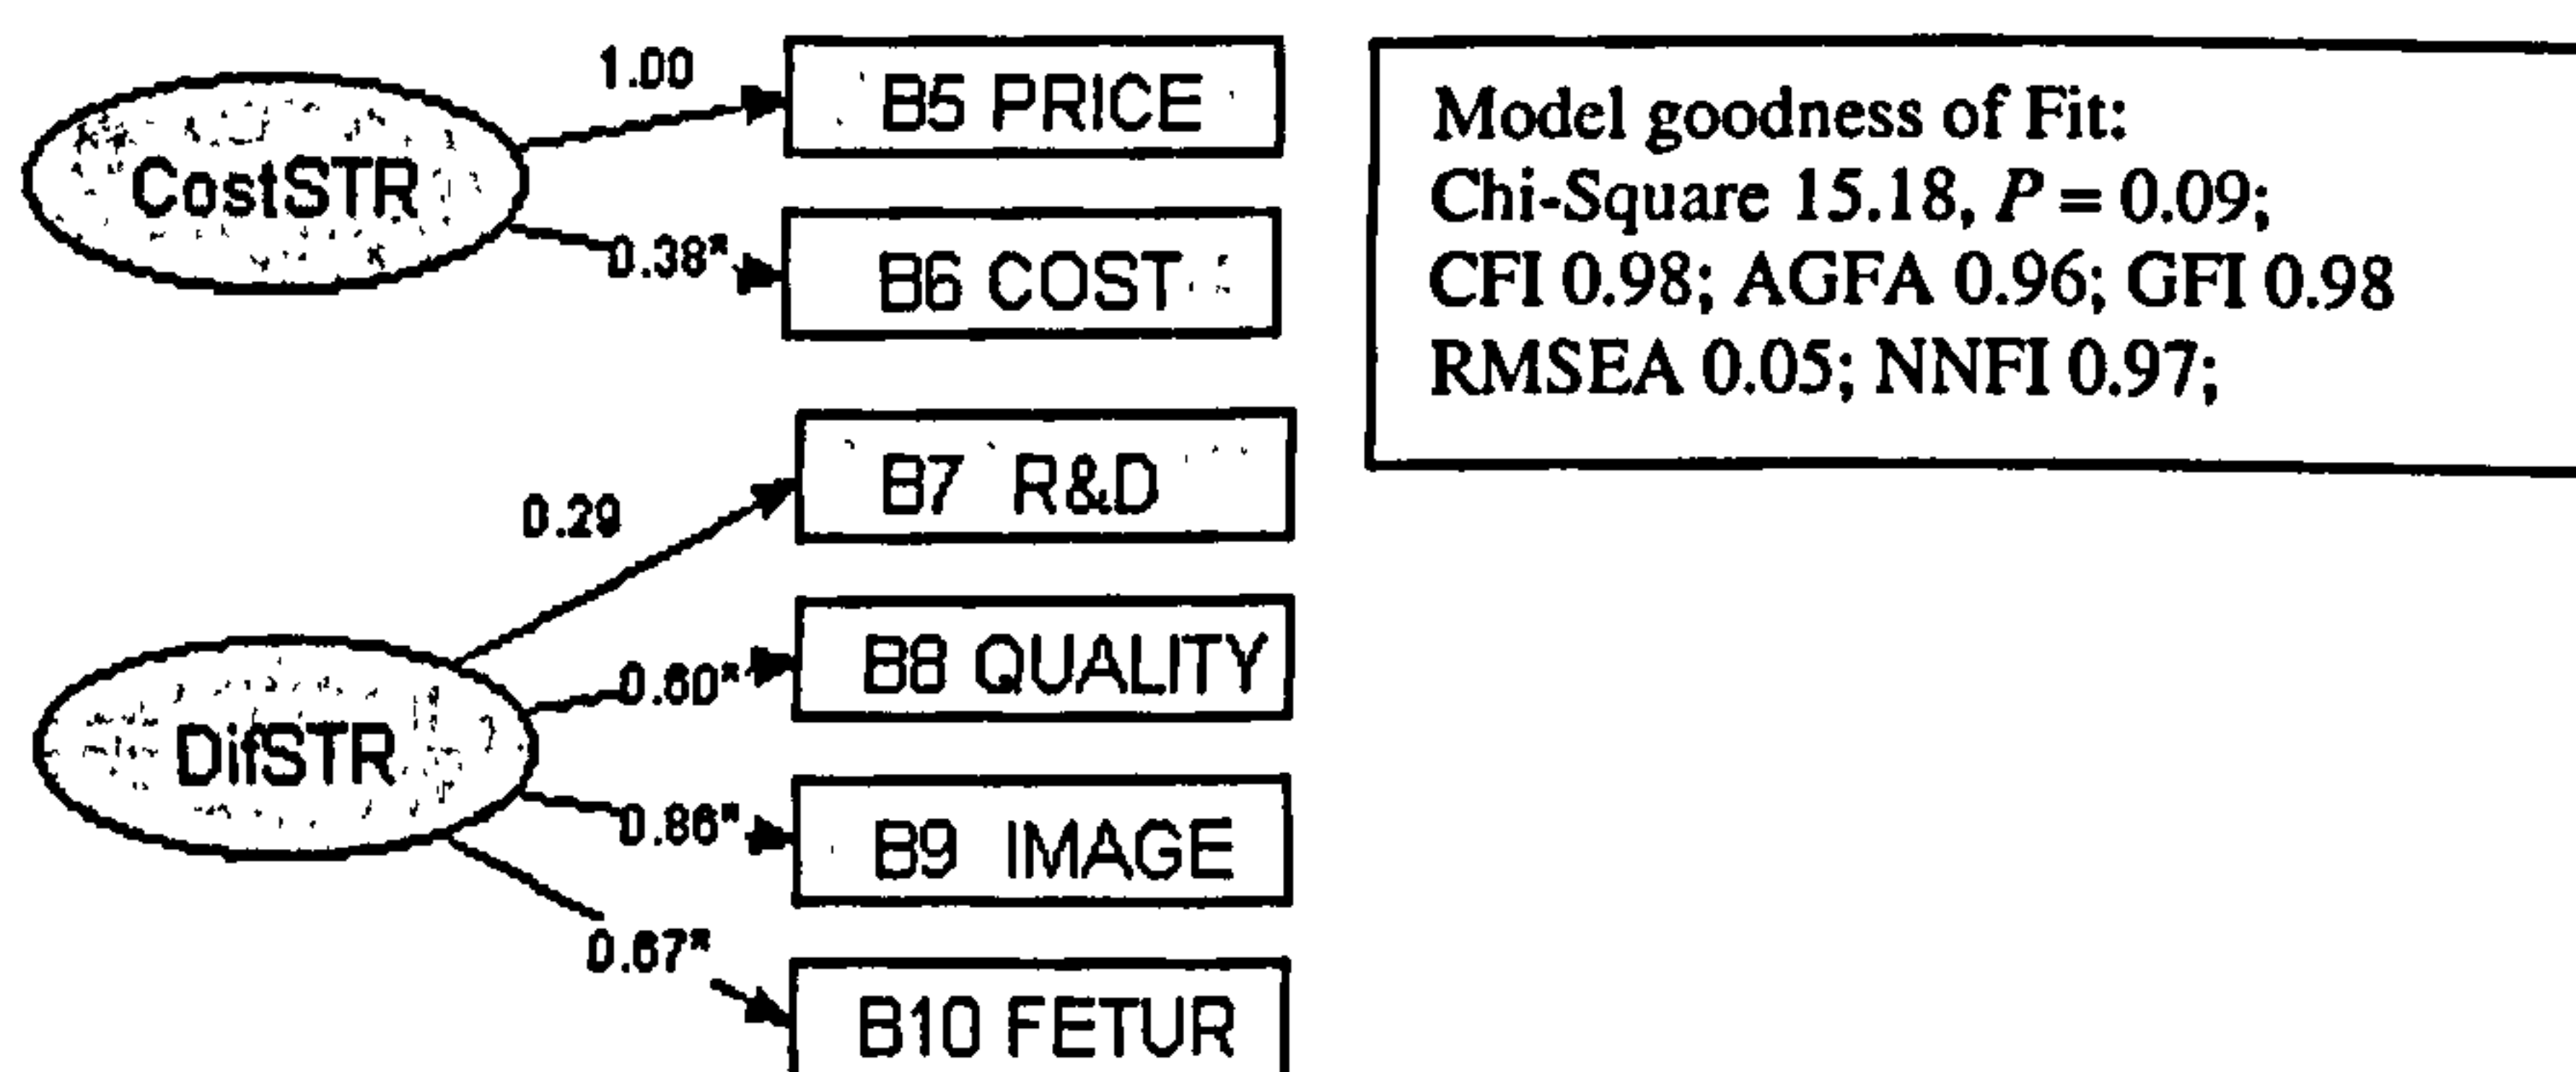 1.00
B5 PRICE
CostSTR
0.38*
B6 COST
Model goodness of Fit:
Chi-Square 15.18, P = 0.09;
CFI 0.98; AGFA 0.96; GFI 0.98
RMSEA 0.05; NNFI 0.97;
0.29
B7 R&D
0.60*
B8 QUALITY
DifSTR
0.86*
B9 IMAGE
0.67*
B10 FETUR